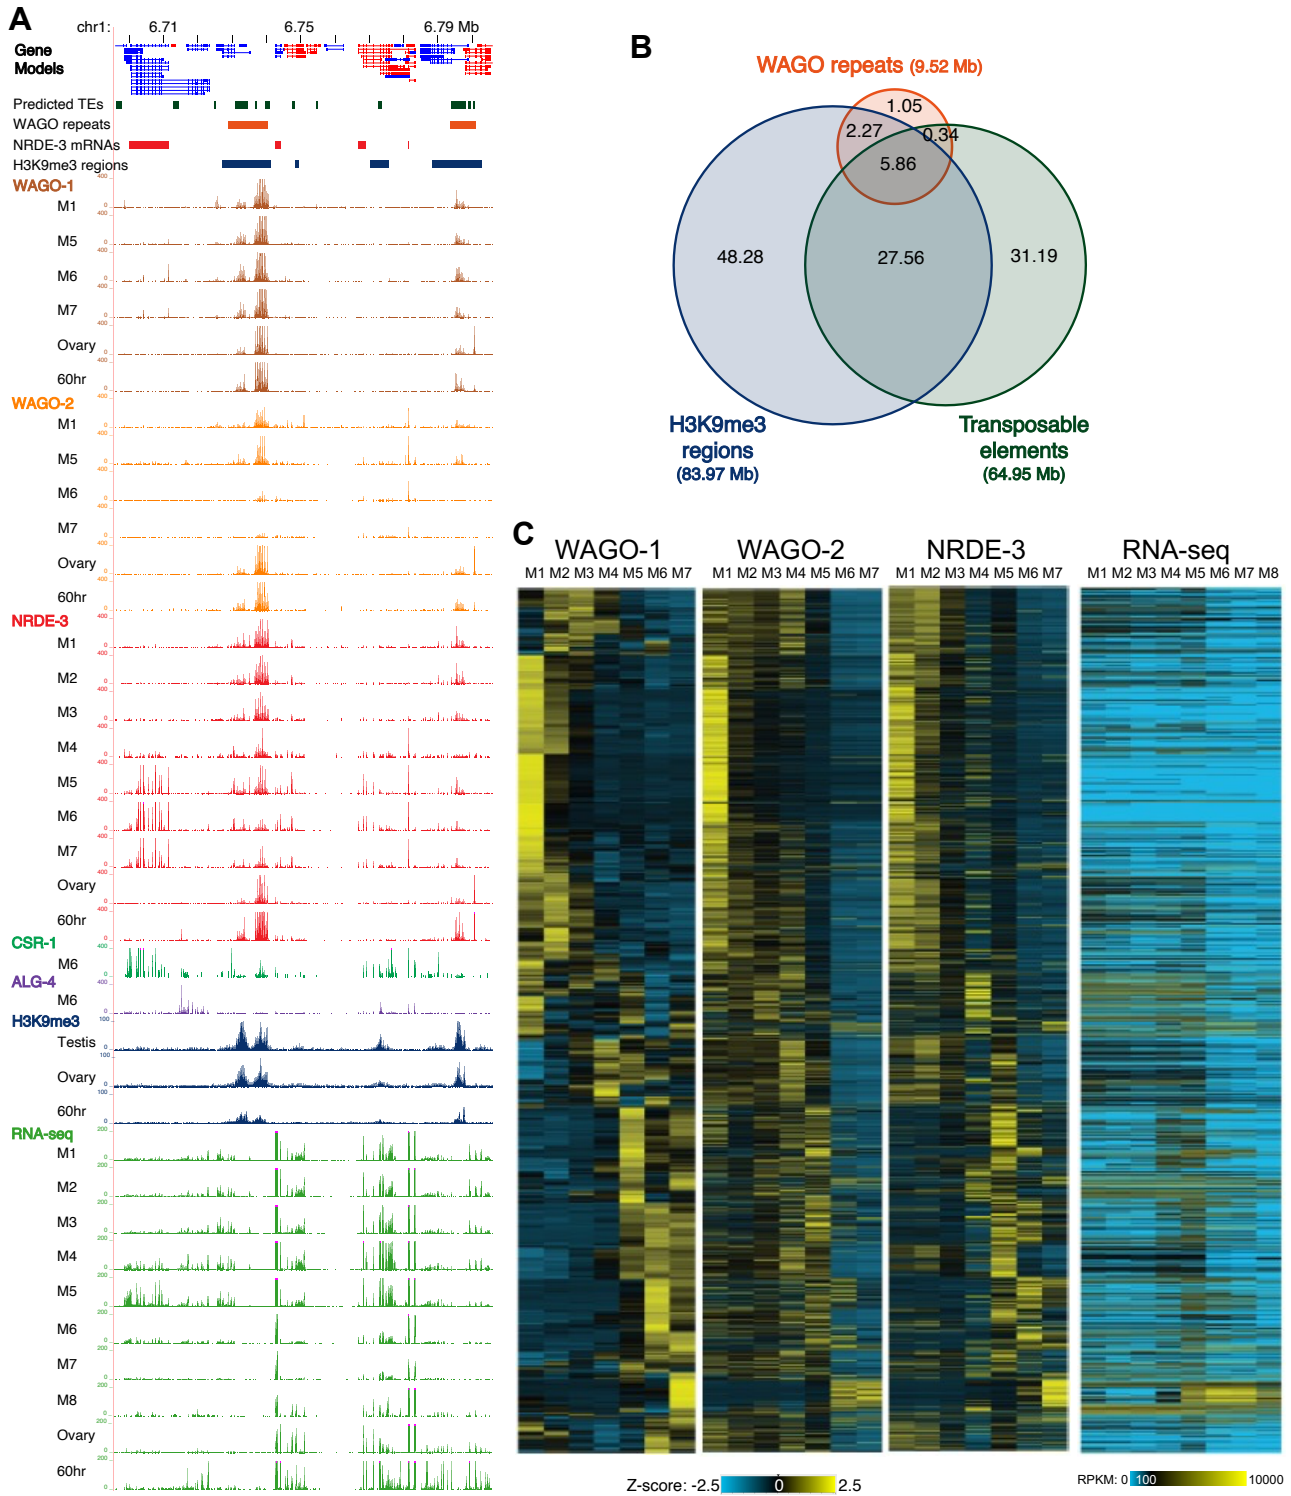 A
chr1: 6.71 6.75 6.79 Mb
Gene
Models
Predicted TEs
WAGO repeats
NRDE-3 mRNAs
H3K9me3 regions
WAGO-1
M1
M5
M6
M7
Ovary
60hr
WAGO-2
M1
M5
M6
M7
Ovary
60hr
NRDE-3
M1
M2
M3
M4
M5
M6
M7
Ovary
60hr
CSR-1
M6
ALG-4
M6
H3K9me3
Testis
Ovary
60hr
RNA-seq
M1
M2
M3
M4
M5
M6
M7
M8
Ovary
60hr
B
WAGO repeats (9.52 Mb)
1.05
2.27 0.34
5.86
48.28 27.56 31.19
H3K9me3
regions
(83.97 Mb)
Transposable
elements
(64.95 Mb)
C
WAGO-1 WAGO-2 NRDE-3 RNA-seq
M1 M2 M3 M4 M5 M6 M7 M1 M2 M3 M4 M5 M6 M7 M1 M2 M3 M4 M5 M6 M7 M1 M2 M3 M4 M5 M6 M7 M8
Z-score: -2.5 0 2.5
RPKM: 0 100 10000